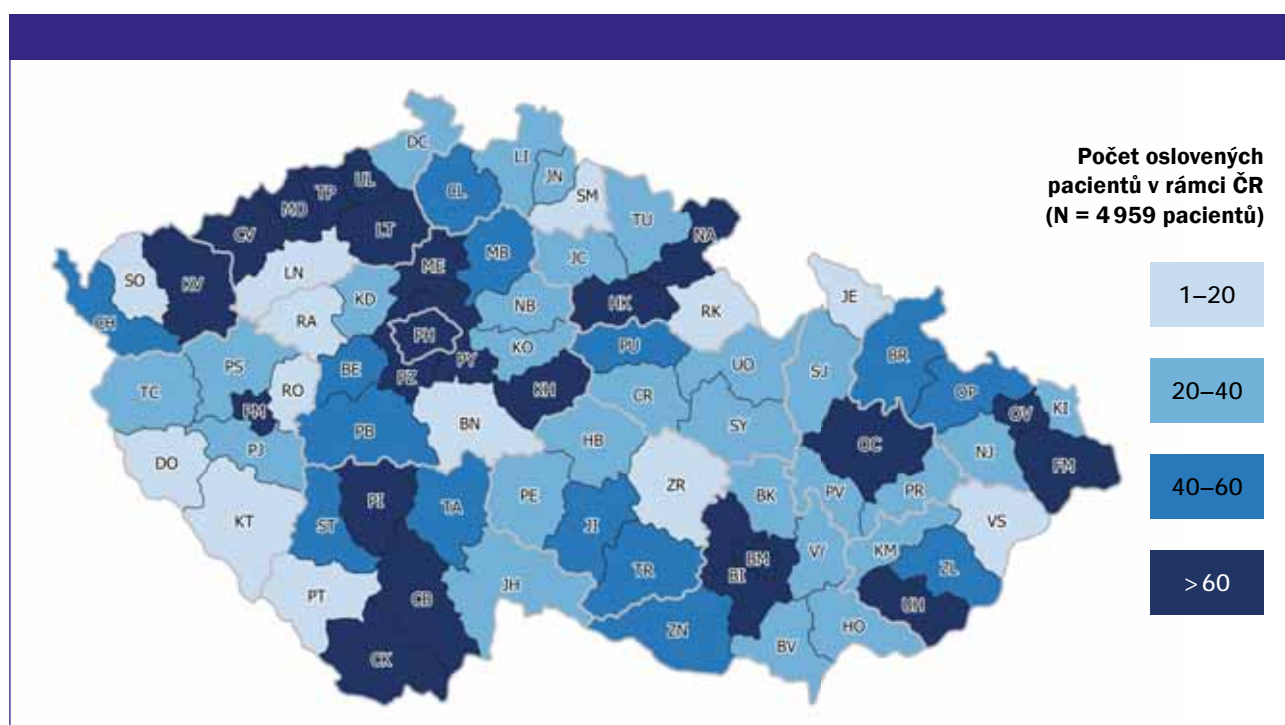 Počet oslovených
pacientů v rámci ČR
(N = 4 959 pacientů)
1–20
20–40
40–60
> 60
DC
LI
JN
SM
UL
TP
CL
MO
TU
CV
LT
NA
MB
ME
JC
LN
SO
KV
KD
NB
HK
RK
JE
RA
CH
PH
KO
PU
BR
PS
BE
PZ
PY
UO
SJ
TC
RO
KH
CR
OP
PM
PB
BN
SY
OV
KI
PJ
HB
OC
DO
NJ
FM
PI
ZR
KT
ST
TA
PE
BK
PV
PR
VS
JI
VY
KM
BM
BI
TR
ZL
PT
CB
JH
UH
ZN
HO
BV
CK